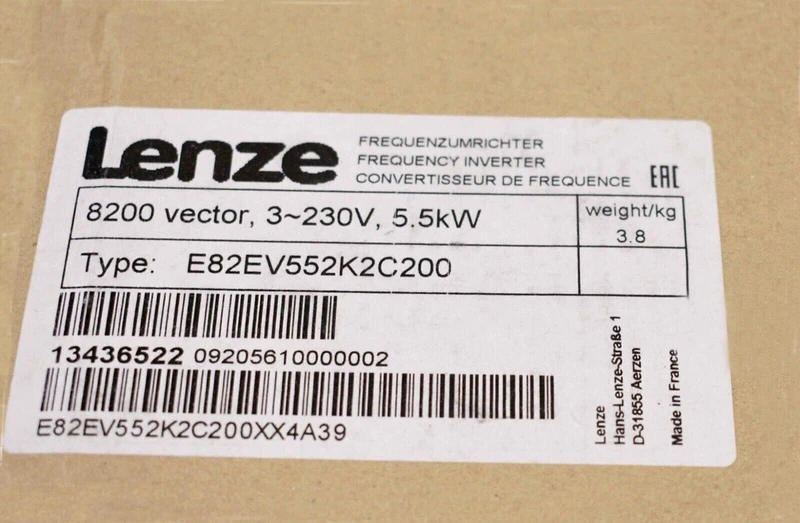 Lenze
FREQUENZUMRICHTER
FREQUENCY INVERTER
CONVERTISSEUR DE FREQUENCE
EAC
8200 vector, 3~230V, 5.5kW
weight/kg
3.8
Type: E82EV552K2C200
13436522 09205610000002
E82EV552K2C200XX4A39
Lenze
Hans-Lenze-Straße 1
D-31855 Aerzen
Made in France